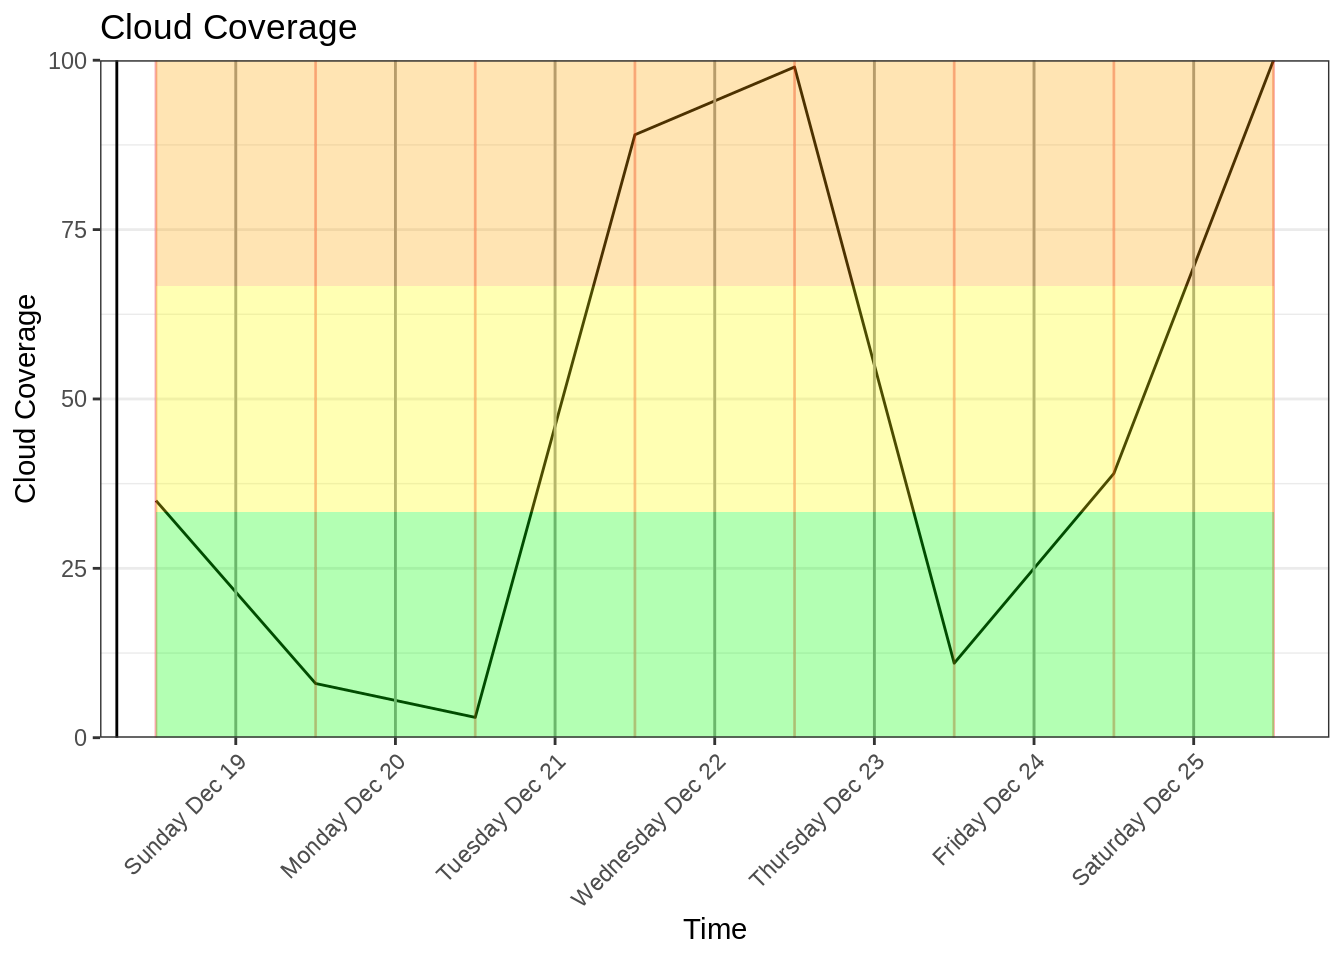 Cloud Coverage
Cloud Coverage
100
75
50
25
0
Sunday Dec 19
Monday Dec 20
Tuesday Dec 21
Wednesday Dec 22
Thursday Dec 23
Friday Dec 24
Saturday Dec 25
Time